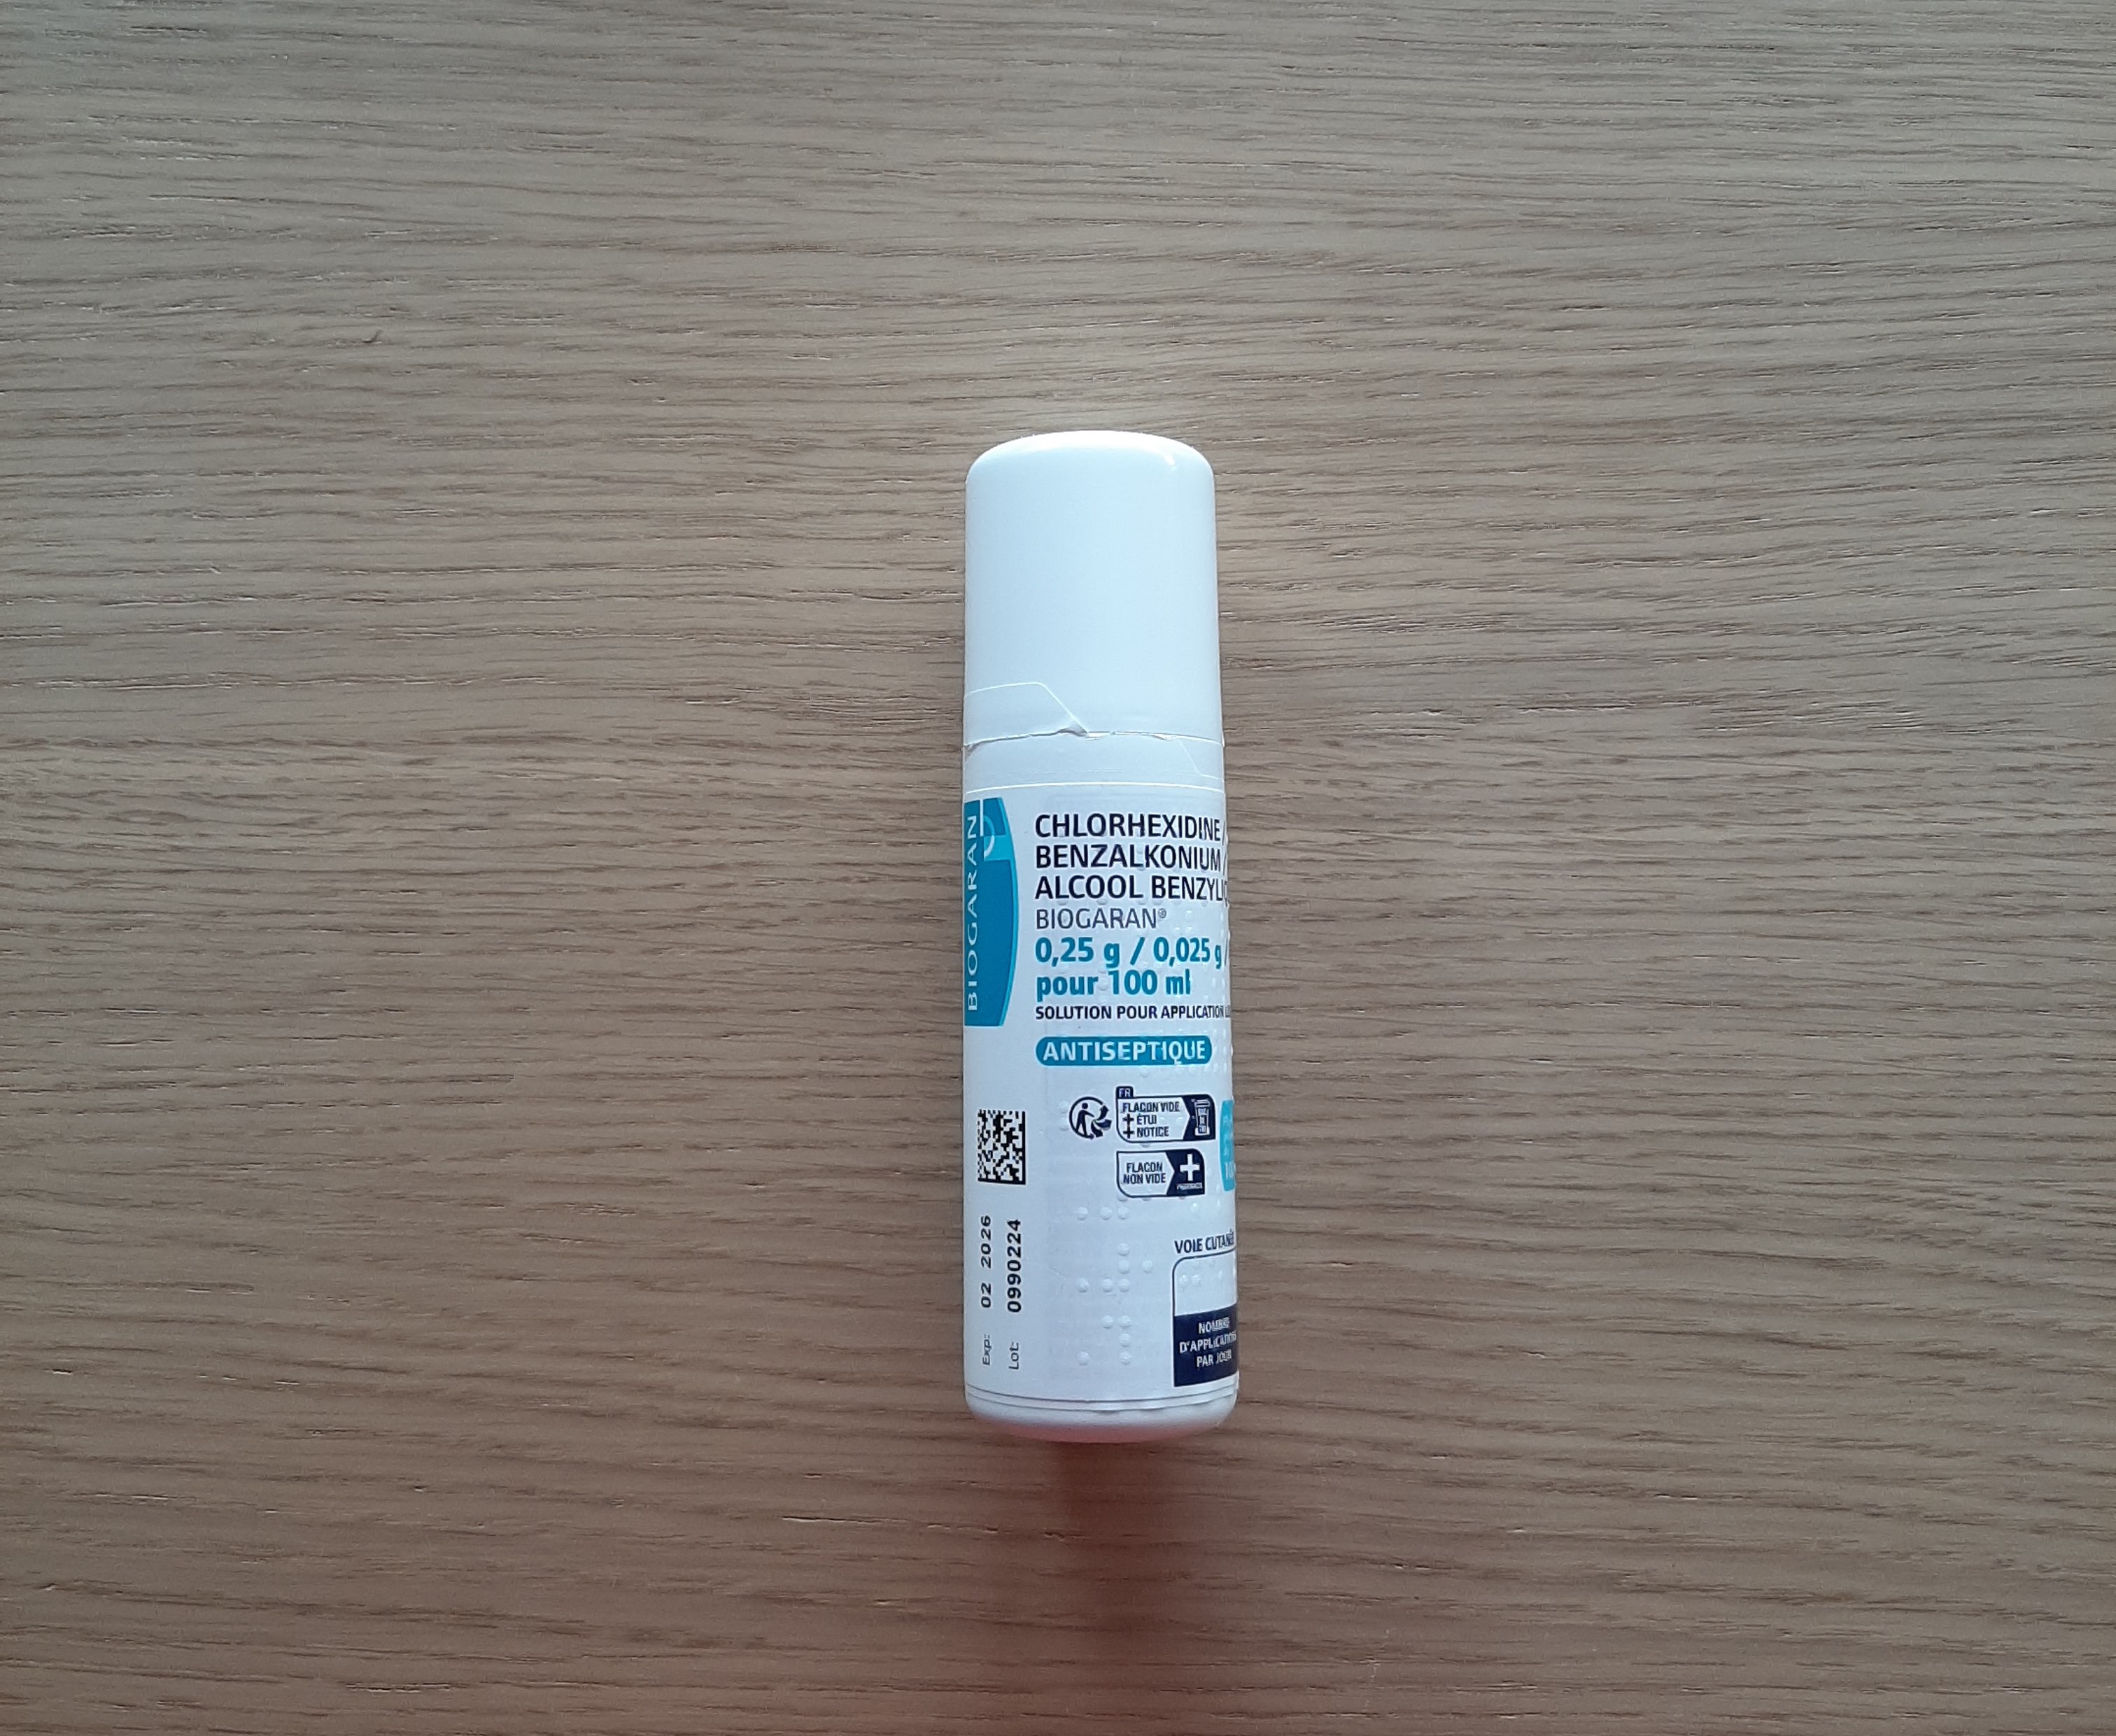 BIOGARAN
CHLORHEXIDINE/
BENZALKONIUM/
ALCOOL
BIOGARAN®
0,25 g / 0,025 g /
pour 100 ml
SOLUTION POUR APPLICATION
ANTISEPTIQUE
FR
FLACON VIDE
+ ÉTUI
+ NOTICE
FLACON
NON VIDE
Exp: 02 2026
Lot: 0990224
VOIE CUTANÉE
NOMBRE
D'APPLICATIONS
PAR JOUR